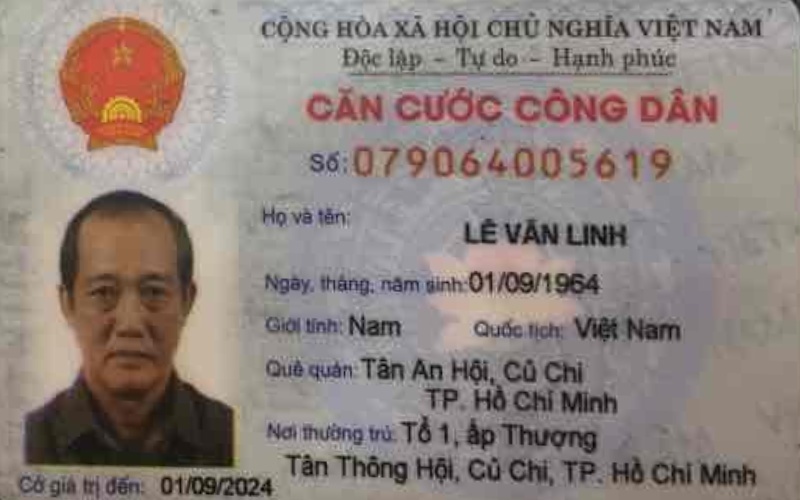 CỘNG HÒA XÃ HỘI CHỦ NGHĨA VIỆT NAM
Độc lập - Tự do - Hạnh phúc
CĂN CƯỚC CÔNG DÂN
Số: 079064005619
Họ và tên:
LÊ VĂN LINH
Ngày, tháng, năm sinh: 01/09/1964
Giới tính: Nam Quốc tịch: Việt Nam
Quê quán: Tân An Hội, Củ Chi
TP. Hồ Chí Minh
Nơi thường trú: Tổ 1, ấp Thượng
Tân Thông Hội, Củ Chi, TP. Hồ Chí Minh
Có giá trị đến: 01/09/2024